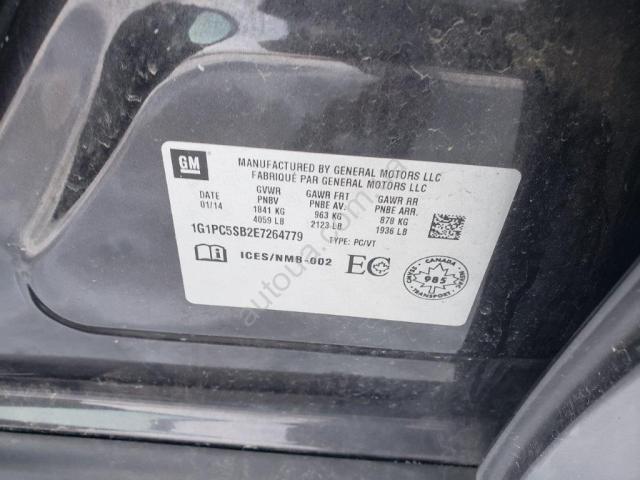 GM
MANUFACTURED BY GENERAL MOTORS LLC
FABRIQUÉ PAR GENERAL MOTORS LLC
DATE GVWR GAWR FRT GAWR RR
PNBV PNBE AV. PNBE ARR.
01/14 1841 KG 963 KG 878 KG
4059 LB 2123 LB 1936 LB
1G1PC5SB2E7264779 TYPE: PC/VT
ICES/NMB-002 EC
CANADA
985
TRANSPORT
autoua.com.ua